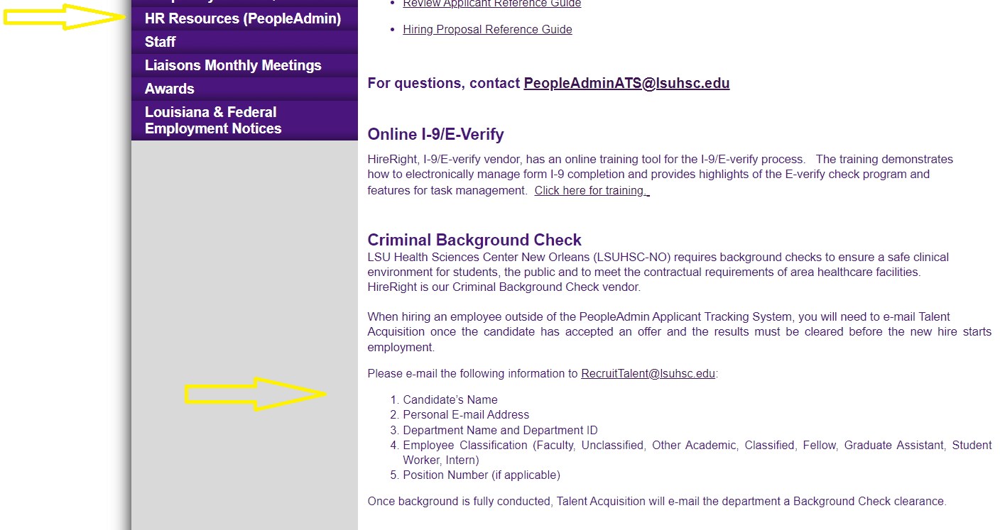 HR Resources (PeopleAdmin)
Staff
Liaisons Monthly Meetings
Awards
Louisiana & Federal
Employment Notices
• Review Applicant Reference Guide
• Hiring Proposal Reference Guide
For questions, contact PeopleAdminATS@lsuhsc.edu
Online I-9/E-Verify
HireRight, I-9/E-verify vendor, has an online training tool for the I-9/E-verify process. The training demonstrates
how to electronically manage form I-9 completion and provides highlights of the E-verify check program and
features for task management. Click here for training.
Criminal Background Check
LSU Health Sciences Center New Orleans (LSUHSC-NO) requires background checks to ensure a safe clinical
environment for students, the public and to meet the contractual requirements of area healthcare facilities.
HireRight is our Criminal Background Check vendor.
When hiring an employee outside of the PeopleAdmin Applicant Tracking System, you will need to e-mail Talent
Acquisition once the candidate has accepted an offer and the results must be cleared before the new hire starts
employment.
Please e-mail the following information to RecruitTalent@lsuhsc.edu:
1. Candidate’s Name
2. Personal E-mail Address
3. Department Name and Department ID
4. Employee Classification (Faculty, Unclassified, Other Academic, Classified, Fellow, Graduate Assistant, Student
Worker, Intern)
5. Position Number (if applicable)
Once background is fully conducted, Talent Acquisition will e-mail the department a Background Check clearance.